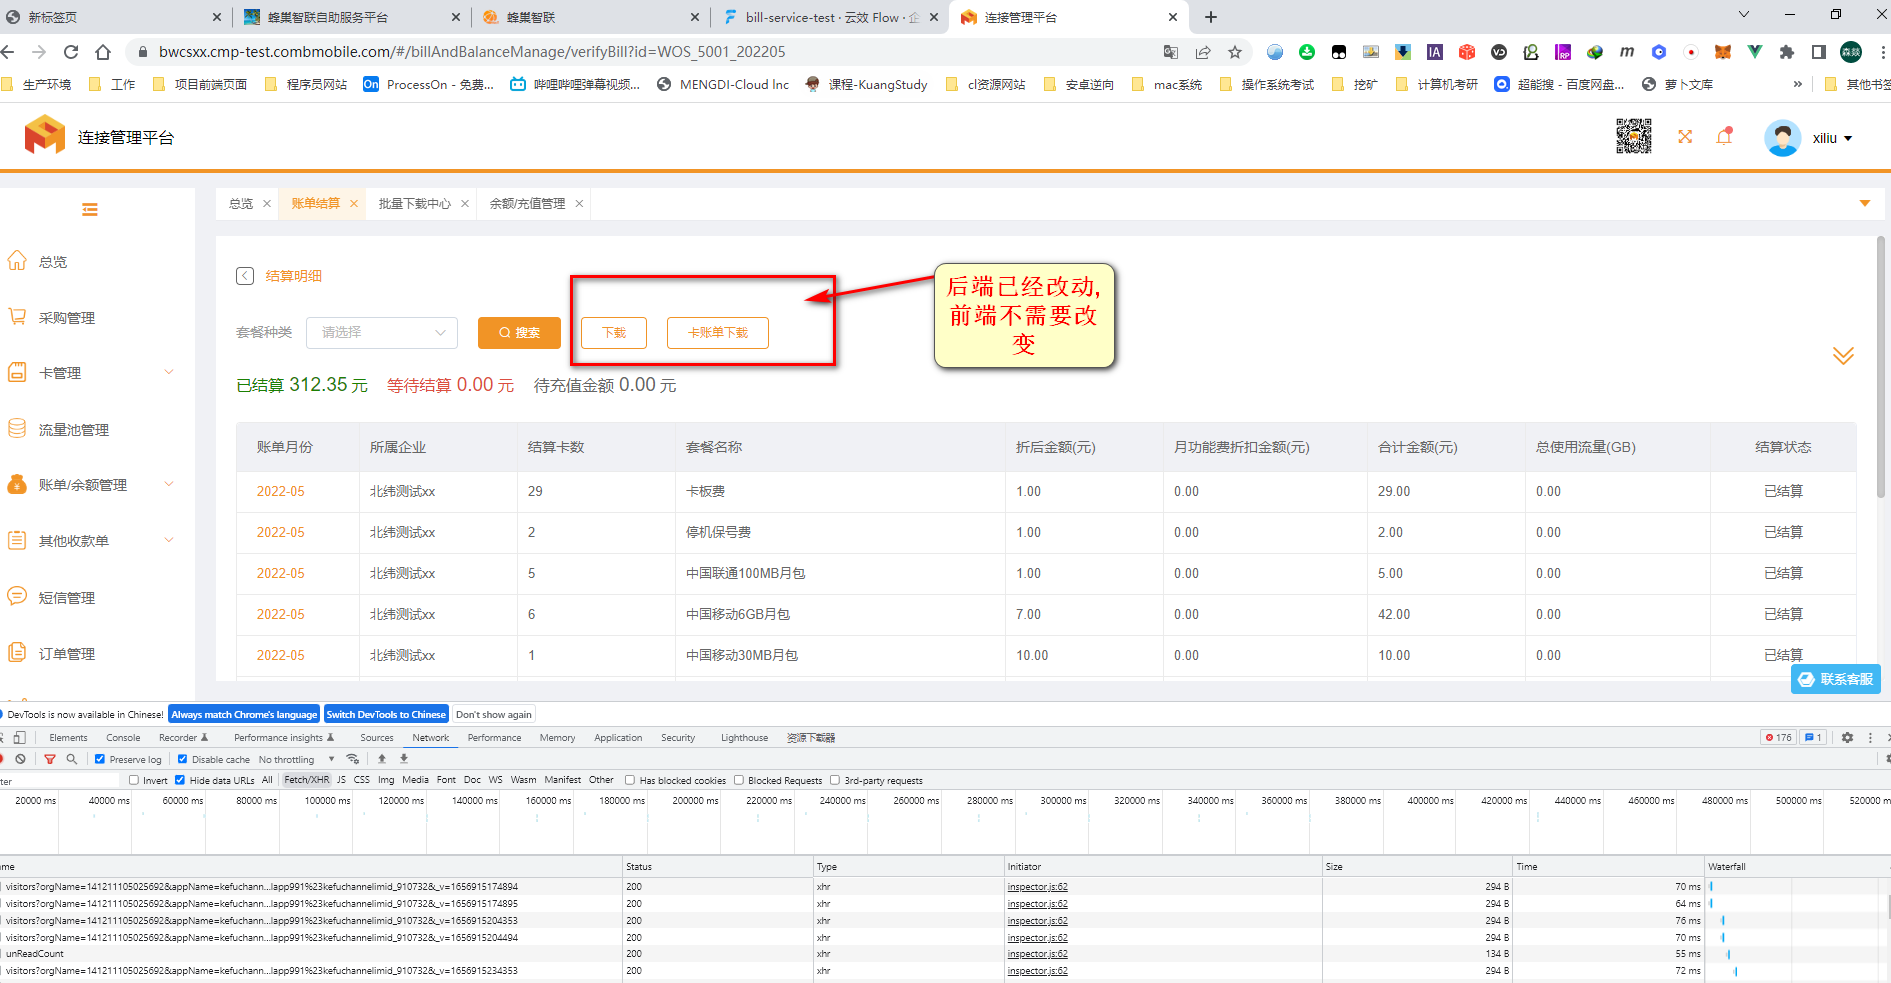 新标签页
蜂巢智联自助服务平台
蜂巢智联
bill-service-test · 云效 Flow · 企
连接管理平台
bwcsxx.cmp-test.combmobile.com/#/billAndBalanceManage/verifyBill?id=WOS_5001_202205
生产环境 工作 项目前端页面 程序员网站 ProcessOn - 免费... 哔哩哔哩弹幕视频... MENGDI-Cloud lnc 课程-KuangStudy cl资源网站 安卓逆向 mac系统 操作系统考试 挖矿 计算机考研 超能搜 - 百度网盘... 萝卜文库 » 其他书签
连接管理平台
xiliu
总览 账单结算 批量下载中心 余额/充值管理
总览
采购管理
卡管理
流量池管理
账单/余额管理
其他收款单
短信管理
订单管理
结算明细
套餐种类 请选择 搜索 下载 卡账单下载
后端已经改动,
前端不需要改
变
已结算 312.35 元 等待结算 0.00 元 待充值金额 0.00 元
账单月份 所属企业 结算卡数 套餐名称 折后金额(元) 月功能费折扣金额(元) 合计金额(元) 总使用流量(GB) 结算状态
2022-05 北纬测试xx 29 卡板费 1.00 0.00 29.00 0.00 已结算
2022-05 北纬测试xx 2 停机保号费 1.00 0.00 2.00 0.00 已结算
2022-05 北纬测试xx 5 中国联通100MB月包 1.00 0.00 5.00 0.00 已结算
2022-05 北纬测试xx 6 中国移动6GB月包 7.00 0.00 42.00 0.00 已结算
2022-05 北纬测试xx 1 中国移动30MB月包 10.00 0.00 10.00 0.00 已结算
联系客服
DevTools is now available in Chinese! Always match Chrome's language Switch DevTools to Chinese Don't show again
Elements Console Recorder Performance insights Sources Network Performance Memory Application Security Lighthouse 资源下载器 176 1
Preserve log Disable cache No throttling
ter Invert Hide data URLs All Fetch/XHR JS CSS Img Media Font Doc WS Wasm Manifest Other Has blocked cookies Blocked Requests 3rd-party requests
20000 ms 40000 ms 60000 ms 80000 ms 100000 ms 120000 ms 140000 ms 160000 ms 180000 ms 200000 ms 220000 ms 240000 ms 260000 ms 280000 ms 300000 ms 320000 ms 340000 ms 360000 ms 380000 ms 400000 ms 420000 ms 440000 ms 460000 ms 480000 ms 500000 ms 520000 m
me Status Type Initiator Size Time Waterfall
visitors?orgName=141211105025692&appName=kefuchann...lapp991%23kefuchannelimid_910732&_v=1656915174894 200 xhr inspector.js:62 294 B 70 ms
visitors?orgName=141211105025692&appName=kefuchann...lapp991%23kefuchannelimid_910732&_v=1656915174895 200 xhr inspector.js:62 294 B 64 ms
visitors?orgName=141211105025692&appName=kefuchann...lapp991%23kefuchannelimid_910732&_v=1656915204353 200 xhr inspector.js:62 294 B 76 ms
visitors?orgName=141211105025692&appName=kefuchann...lapp991%23kefuchannelimid_910732&_v=1656915204494 200 xhr inspector.js:62 294 B 70 ms
unReadCount 200 xhr inspector.js:62 134 B 55 ms
visitors?orgName=141211105025692&appName=kefuchann...lapp991%23kefuchannelimid_910732&_v=1656915234353 200 xhr inspector.js:62 294 B 72 ms